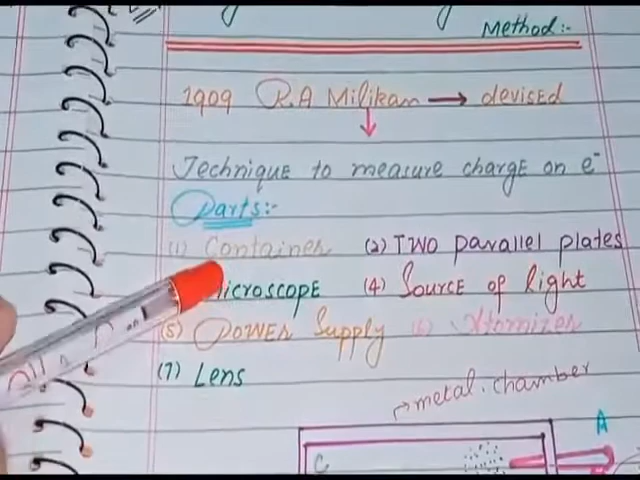 Method:-
1909 R.A Milikan → devised
Technique to measure charge on e⁻
Parts:-
(1) Container (2) Two parallel plates
Microscope (4) Source of light
(5) Power Supply (6) Atomizer
(7) Lens
→ metal chamber
A
C